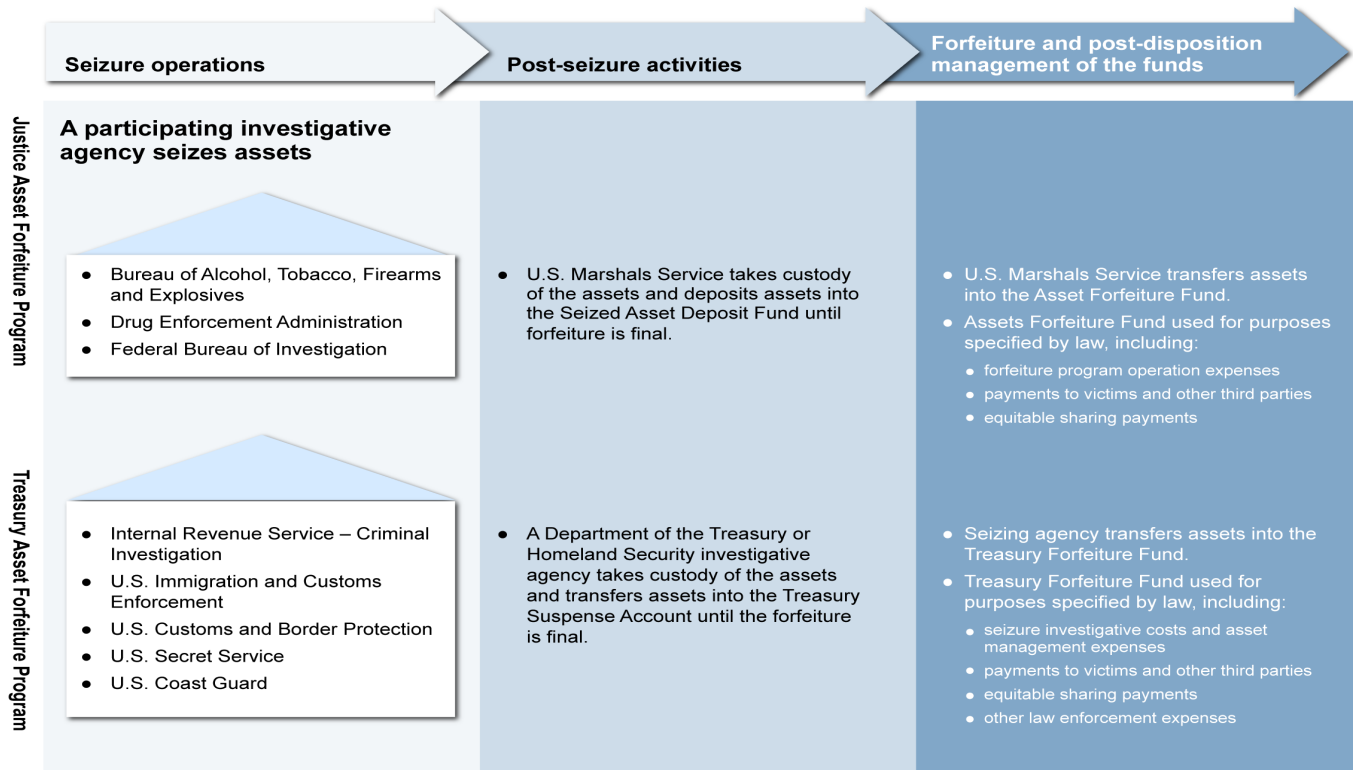 Seizure operations
Post-seizure activities
Forfeiture and post-disposition
management of the funds
Justice Asset Forfeiture Program
A participating investigative
agency seizes assets
● Bureau of Alcohol, Tobacco, Firearms
and Explosives
● Drug Enforcement Administration
● Federal Bureau of Investigation
● U.S. Marshals Service takes custody
of the assets and deposits assets into
the Seized Asset Deposit Fund until
forfeiture is final.
● U.S. Marshals Service transfers assets
into the Asset Forfeiture Fund.
● Assets Forfeiture Fund used for purposes
specified by law, including:
● forfeiture program operation expenses
● payments to victims and other third parties
● equitable sharing payments
Treasury Asset Forfeiture Program
● Internal Revenue Service – Criminal
Investigation
● U.S. Immigration and Customs
Enforcement
● U.S. Customs and Border Protection
● U.S. Secret Service
● U.S. Coast Guard
● A Department of the Treasury or
Homeland Security investigative
agency takes custody of the assets
and transfers assets into the Treasury
Suspense Account until the forfeiture
is final.
● Seizing agency transfers assets into the
Treasury Forfeiture Fund.
● Treasury Forfeiture Fund used for
purposes specified by law, including:
● seizure investigative costs and asset
management expenses
● payments to victims and other third parties
● equitable sharing payments
● other law enforcement expenses